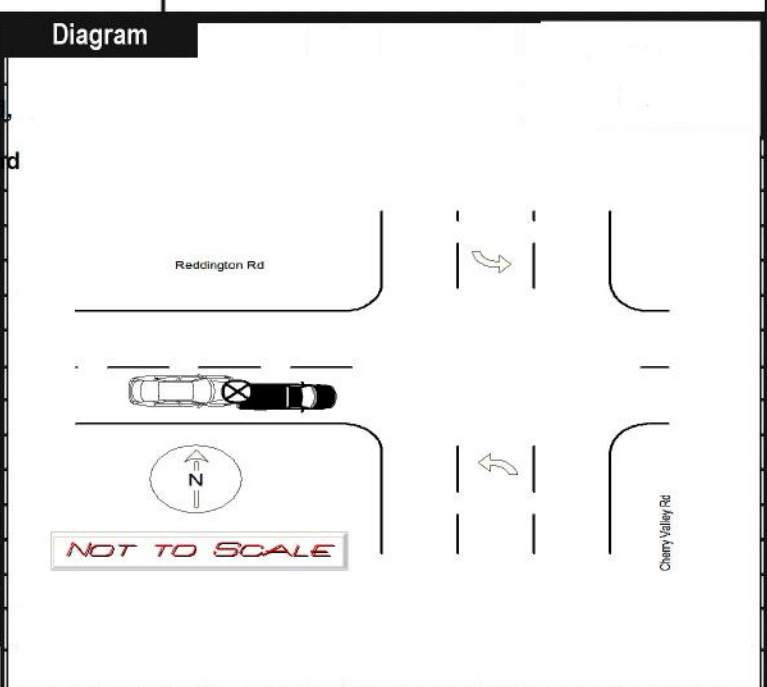 Diagram
rd
Reddington Rd
N
NOT TO SCALE
Cherry Valley Rd